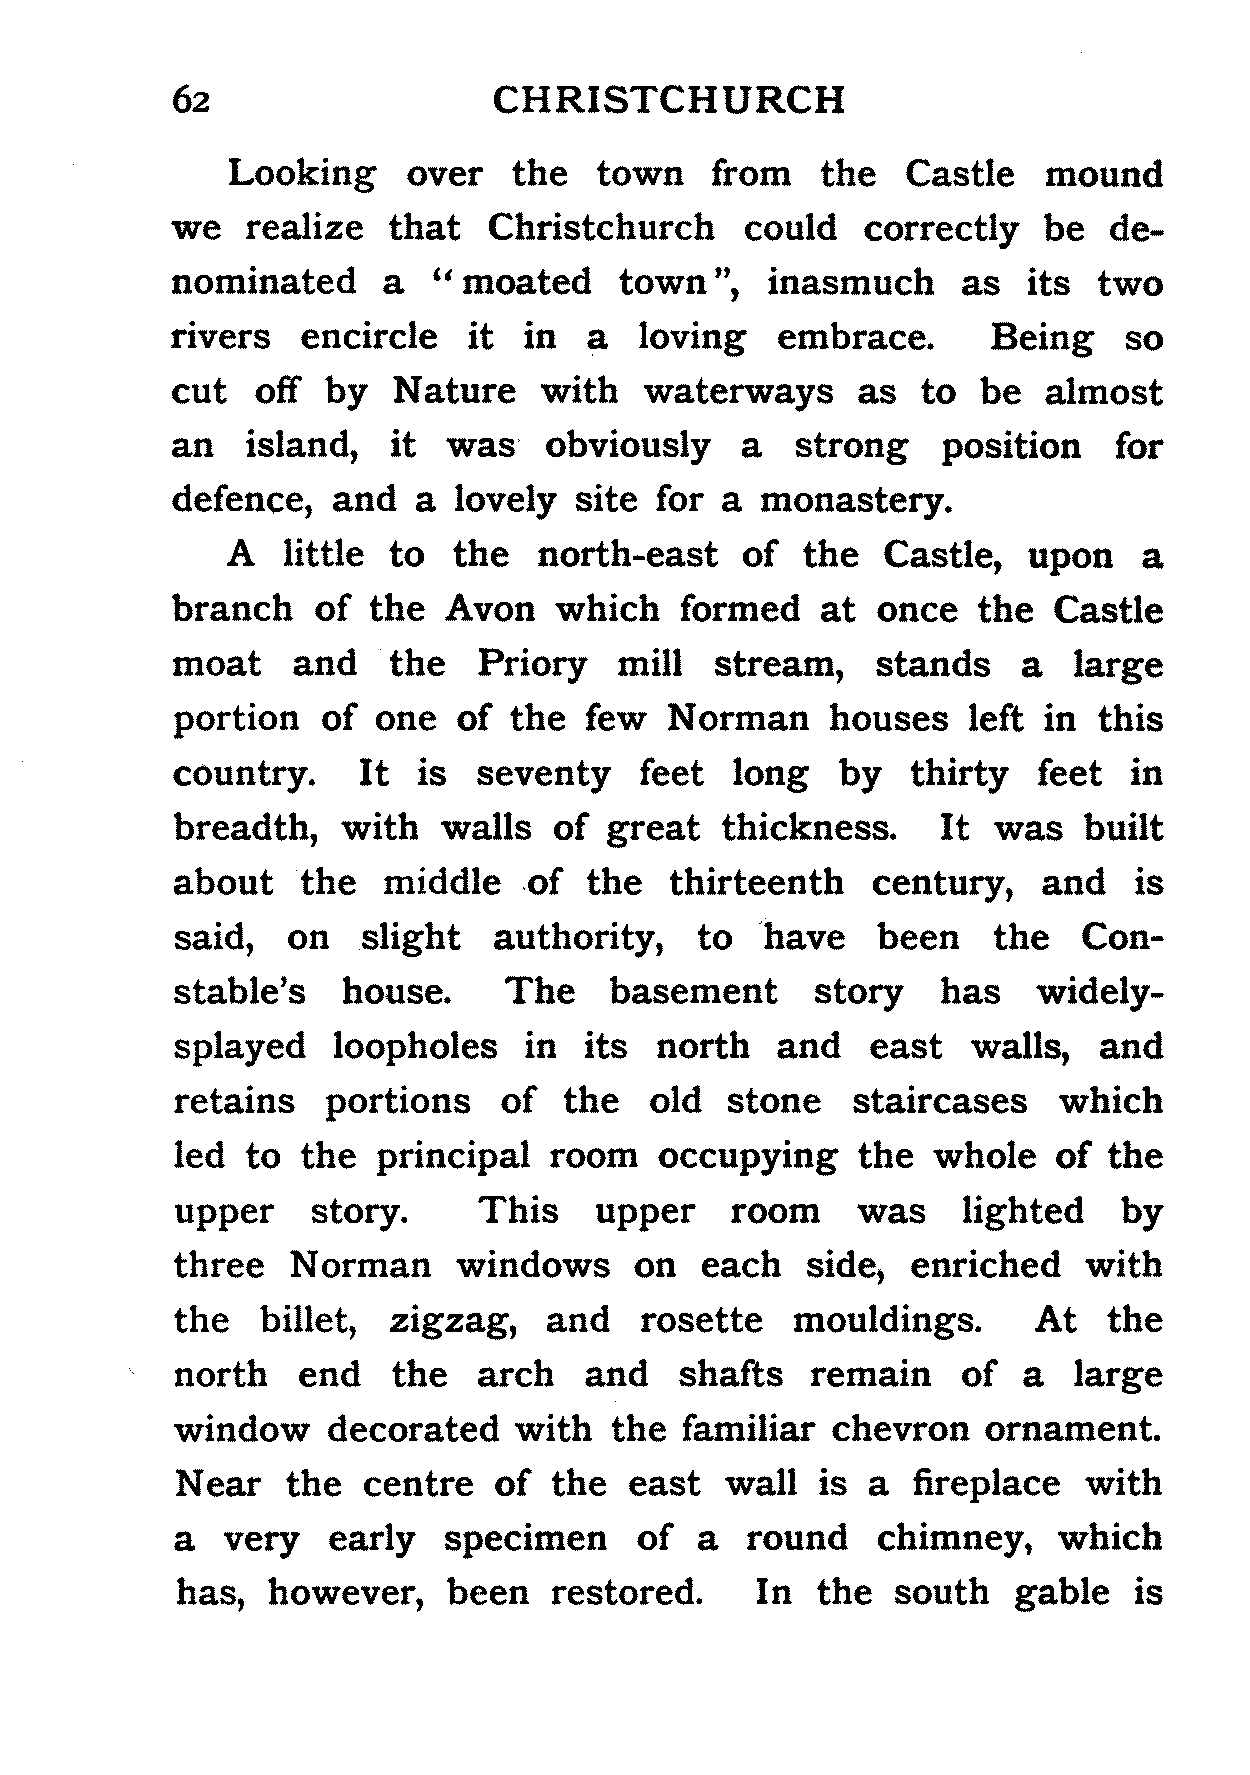 62 CHRISTCHURCH
Looking over the town from the Castle mound
we realize that Christchurch could correctly be de-
nominated a “moated town”, inasmuch as its two
rivers encircle it in a loving embrace. Being so
cut off by Nature with waterways as to be almost
an island, it was obviously a strong position for
defence, and a lovely site for a monastery.
A little to the north-east of the Castle, upon a
branch of the Avon which formed at once the Castle
moat and the Priory mill stream, stands a large
portion of one of the few Norman houses left in this
country. It is seventy feet long by thirty feet in
breadth, with walls of great thickness. It was built
about the middle of the thirteenth century, and is
said, on slight authority, to have been the Con-
stable's house. The basement story has widely-
splayed loopholes in its north and east walls, and
retains portions of the old stone staircases which
led to the principal room occupying the whole of the
upper story. This upper room was lighted by
three Norman windows on each side, enriched with
the billet, zigzag, and rosette mouldings. At the
north end the arch and shafts remain of a large
window decorated with the familiar chevron ornament.
Near the centre of the east wall is a fireplace with
a very early specimen of a round chimney, which
has, however, been restored. In the south gable is